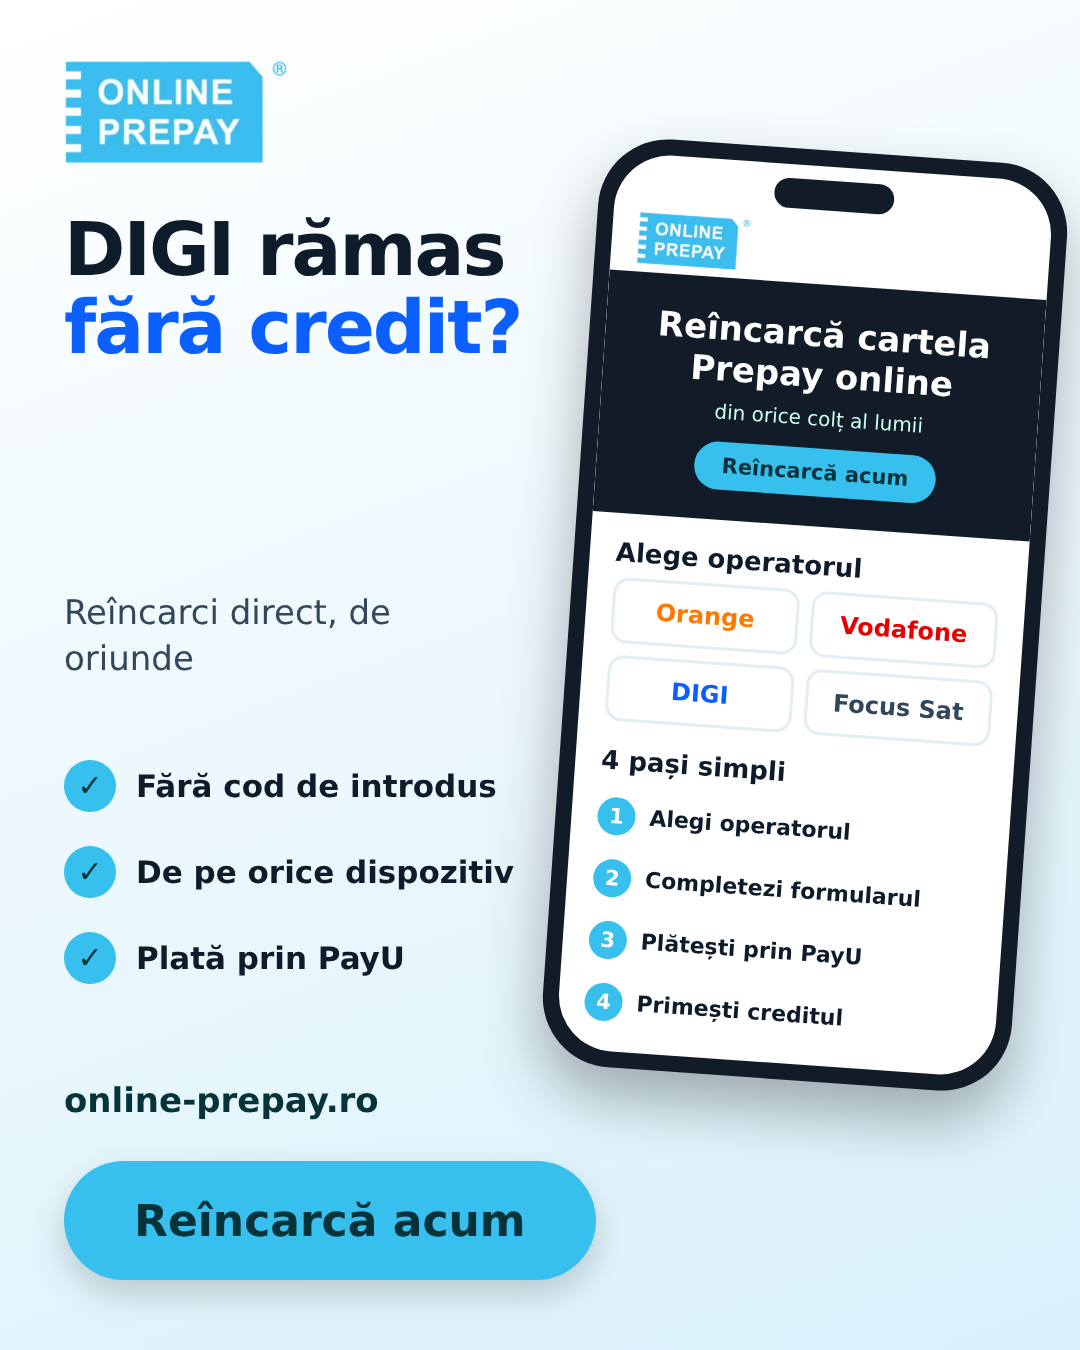 ONLINE
PREPAY
®
DIGI rămas
fără credit?
Reîncarci direct, de
oriunde
✓ Fără cod de introdus
✓ De pe orice dispozitiv
✓ Plată prin PayU
online-prepay.ro
Reîncarcă acum
ONLINE
PREPAY
®
Reîncarcă cartela
Prepay online
din orice colț al lumii
Reîncarcă acum
Alege operatorul
Orange
Vodafone
DIGI
Focus Sat
4 pași simpli
1 Alegi operatorul
2 Completezi formularul
3 Plătești prin PayU
4 Primești creditul